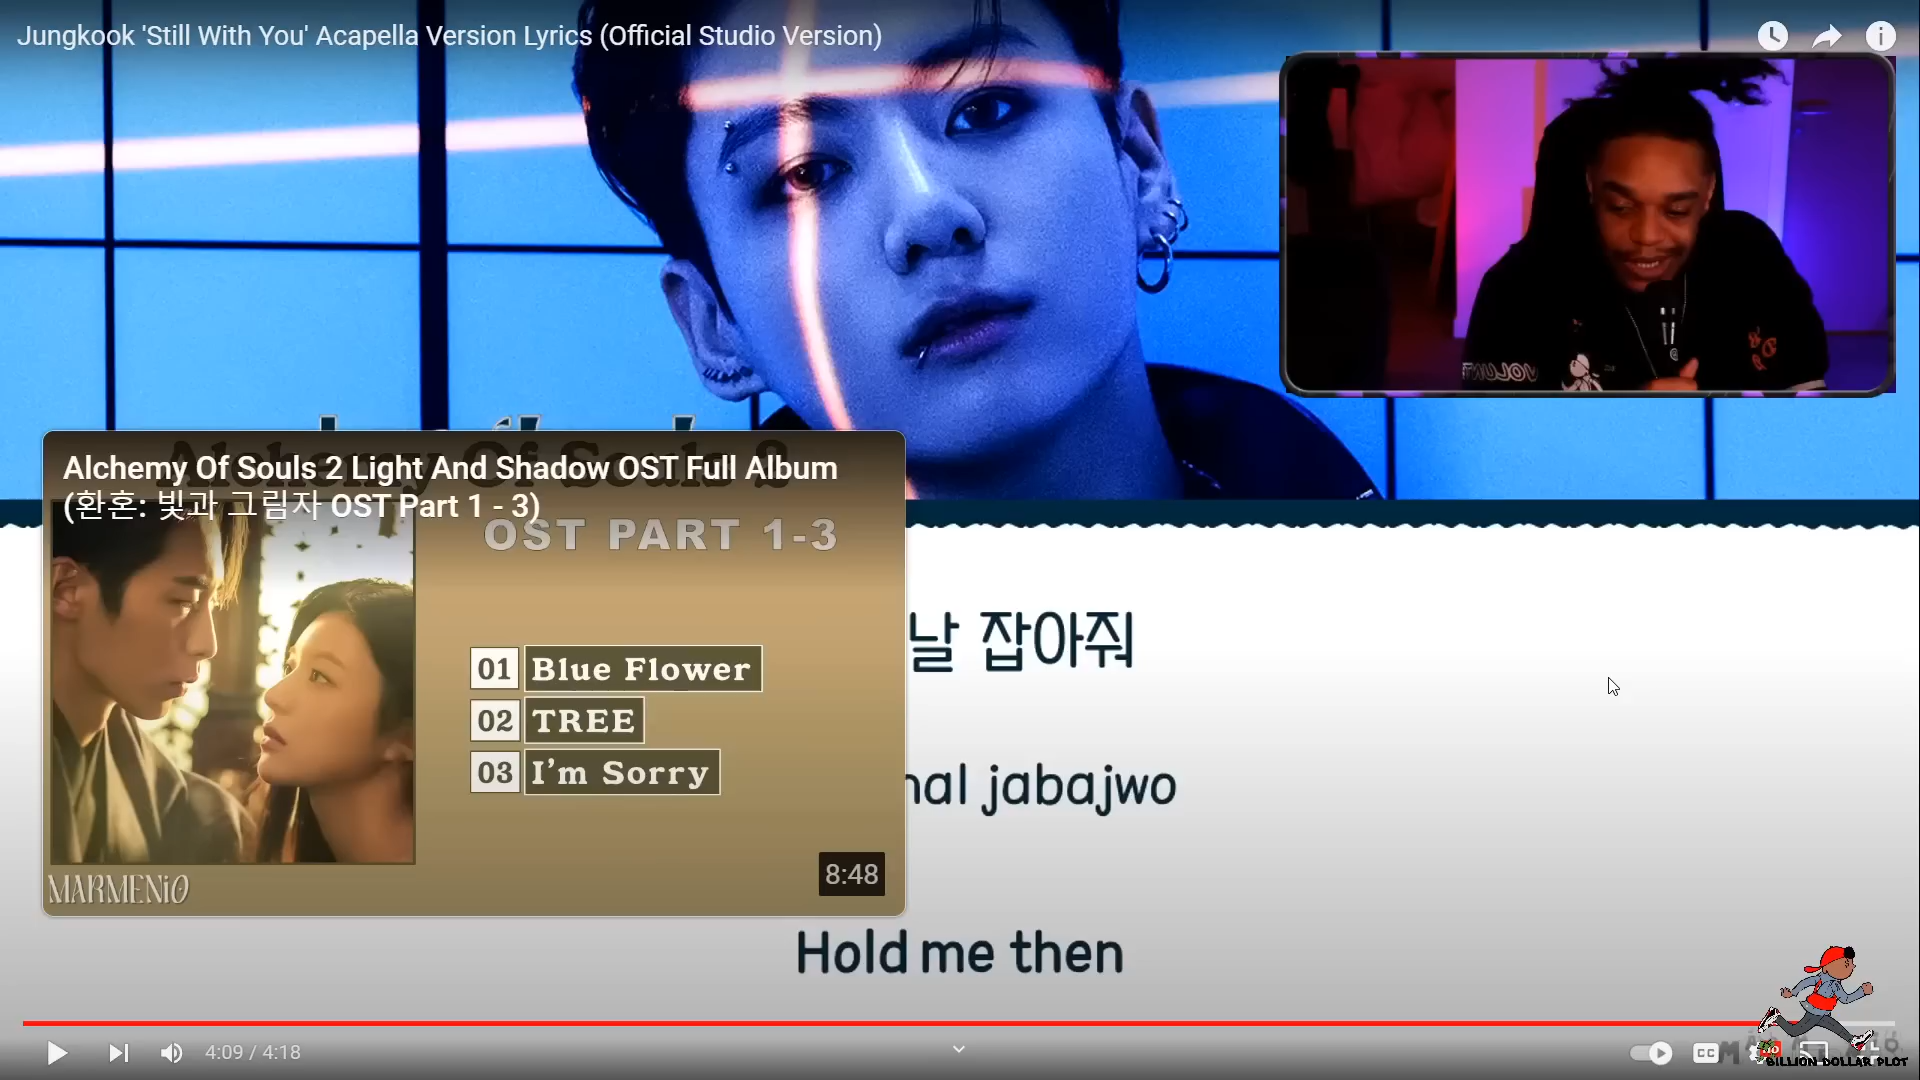 Jungkook 'Still With You' Acapella Version Lyrics (Official Studio Version)
Alchemy Of Souls 2 Light And Shadow OST Full Album
(환혼: 빛과 그림자 OST Part 1 - 3)
OST PART 1-3
01 Blue Flower
02 TREE
03 I'm Sorry
8:48
MARMENiO
날 잡아줘
nal jabajwo
Hold me then
4:09 / 4:18
CC
BILLION DOLLAR PLOT